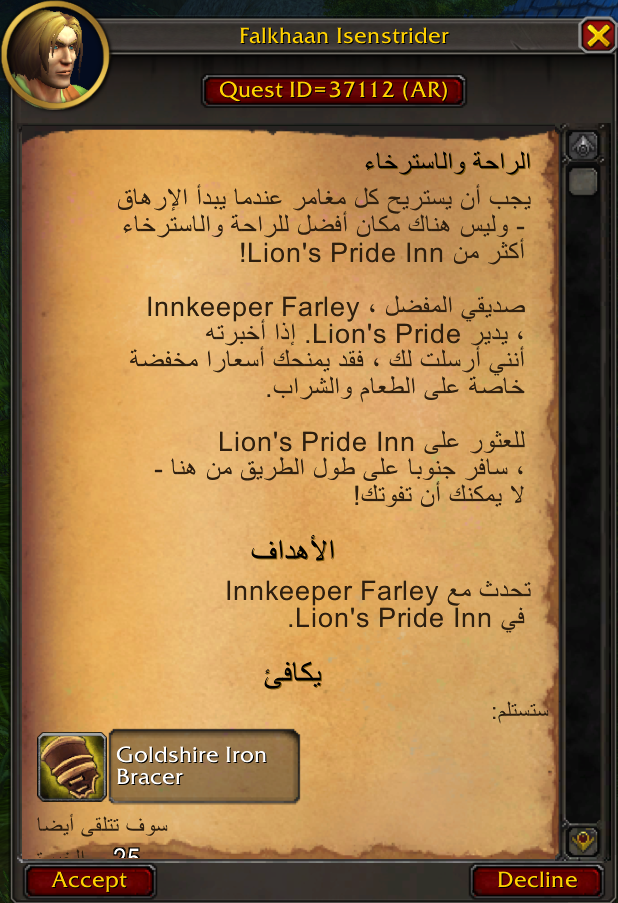 Falkhaan Isenstrider
Quest ID=37112 (AR)
الراحة والاسترخاء
يجب أن يستريح كل مغامر عندما يبدأ الإرهاق
- وليس هناك مكان أفضل للراحة والاسترخاء
أكثر من Lion's Pride Inn!
صديقي المفضل ، Innkeeper Farley
، يدير Lion's Pride. إذا أخبرته
أنني أرسلت لك ، فقد يمنحك أسعارا مخفضة
خاصة على الطعام والشراب.
للعثور على Lion's Pride Inn
، سافر جنوبا على طول الطريق من هنا -
لا يمكنك أن تفوتك!
الأهداف
تحدث مع Innkeeper Farley
في Lion's Pride Inn.
يكافئ
ستستلم:
Goldshire Iron
Bracer
سوف تتلقى أيضا
25
Accept
Decline